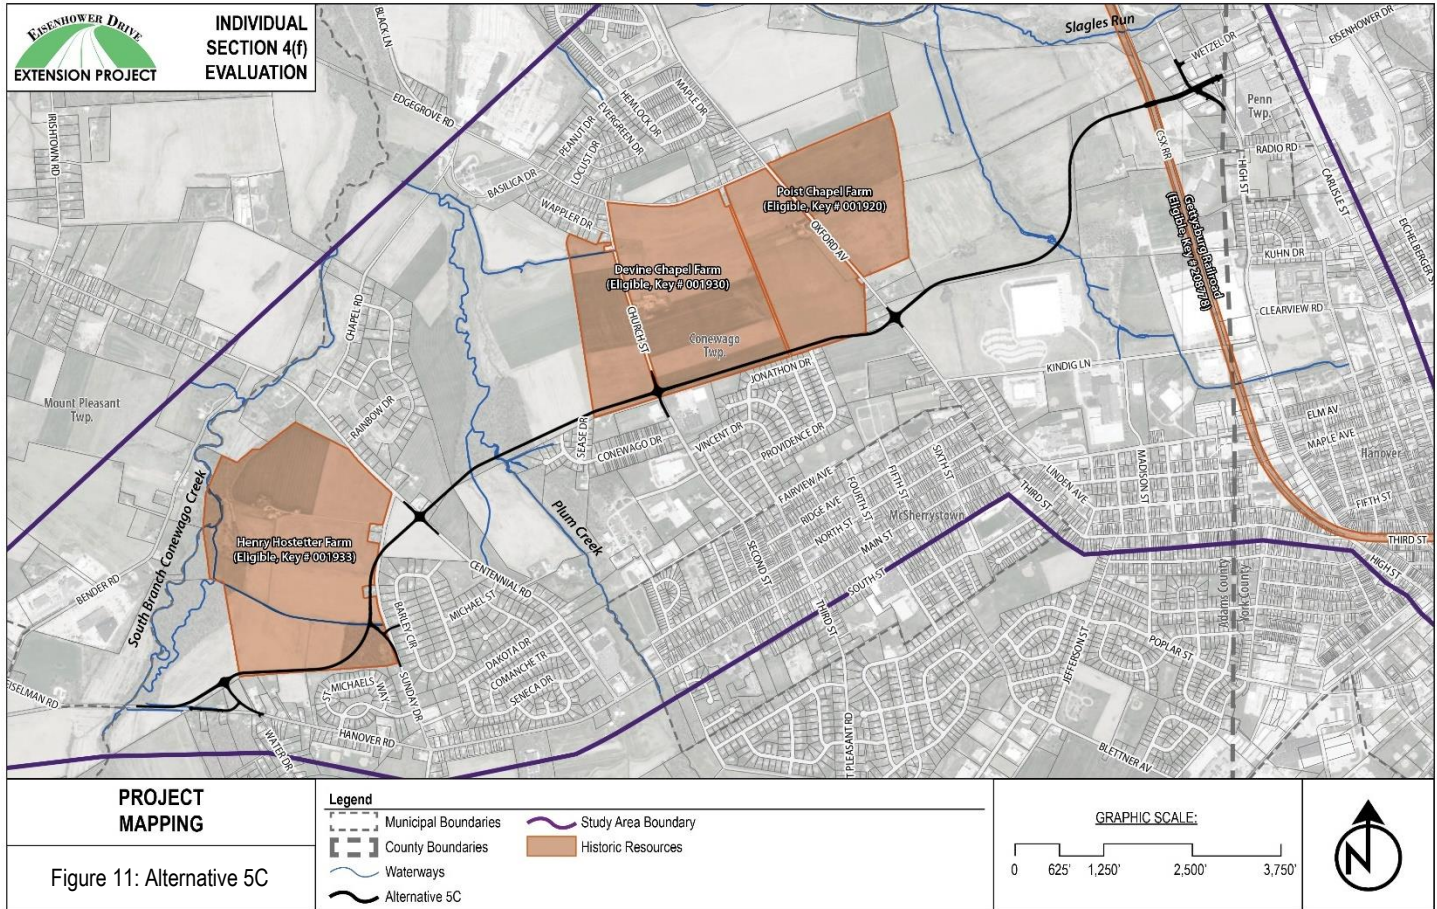 EISENHOWER DRIVE
EXTENSION PROJECT
INDIVIDUAL
SECTION 4(f)
EVALUATION
BLACK LN
EDGEGROVE RD
IRISHTOWN RD
HEMLOCK DR
MAPLE DR
EVERGREEN DR
PEANUT DR
LOCUST DR
BASILICA DR
WAPPLER DR
Slagles Run
WETZEL DR
EISENHOWER DR
Penn
Twp.
RADIO RD
HIGH ST
CARLISLE ST
CSX RR
EICHELBERGER ST
KUHN DR
CLEARVIEW RD
Gettysburg Railroad
(Eligible, Key # 208778)
Poist Chapel Farm
(Eligible, Key # 001920)
OXFORD AV
Devine Chapel Farm
(Eligible, Key # 001930)
CHURCH ST
Conewago
Twp.
JONATHON DR
KINDIG LN
CHAPEL RD
RAINBOW DR
Mount Pleasant
Twp.
SEASE DR
CONEWAGO DR
VINCENT DR
PROVIDENCE DR
ELM AV
MAPLE AVE
Hanover
MADISON ST
LINDEN AVE
THIRD ST
SIXTH ST
FIFTH ST
FOURTH ST
FAIRVIEW AVE
RIDGE AVE
NORTH ST
MAIN ST
McSherrystown
SECOND ST
SOUTH ST
THIRD ST
FIFTH ST
THIRD ST
HIGH ST
South Branch Conewago Creek
Henry Hostetter Farm
(Eligible, Key # 001933)
Plum Creek
BENDER RD
CENTENNIAL RD
MICHAEL ST
BARLEY CIR
DAKOTA DR
COMANCHE TR
SENECA DR
SUNDAY DR
ST MICHAELS
WAY
EISELMAN RD
HANOVER RD
WATER DR
T PLEASANT RD
JEFFERSON ST
POPLAR ST
BLETTNER AV
Adams County
York County
PROJECT
MAPPING
Figure 11: Alternative 5C
Legend
Municipal Boundaries
County Boundaries
Waterways
Alternative 5C
Study Area Boundary
Historic Resources
GRAPHIC SCALE:
0 625' 1,250' 2,500' 3,750'
N